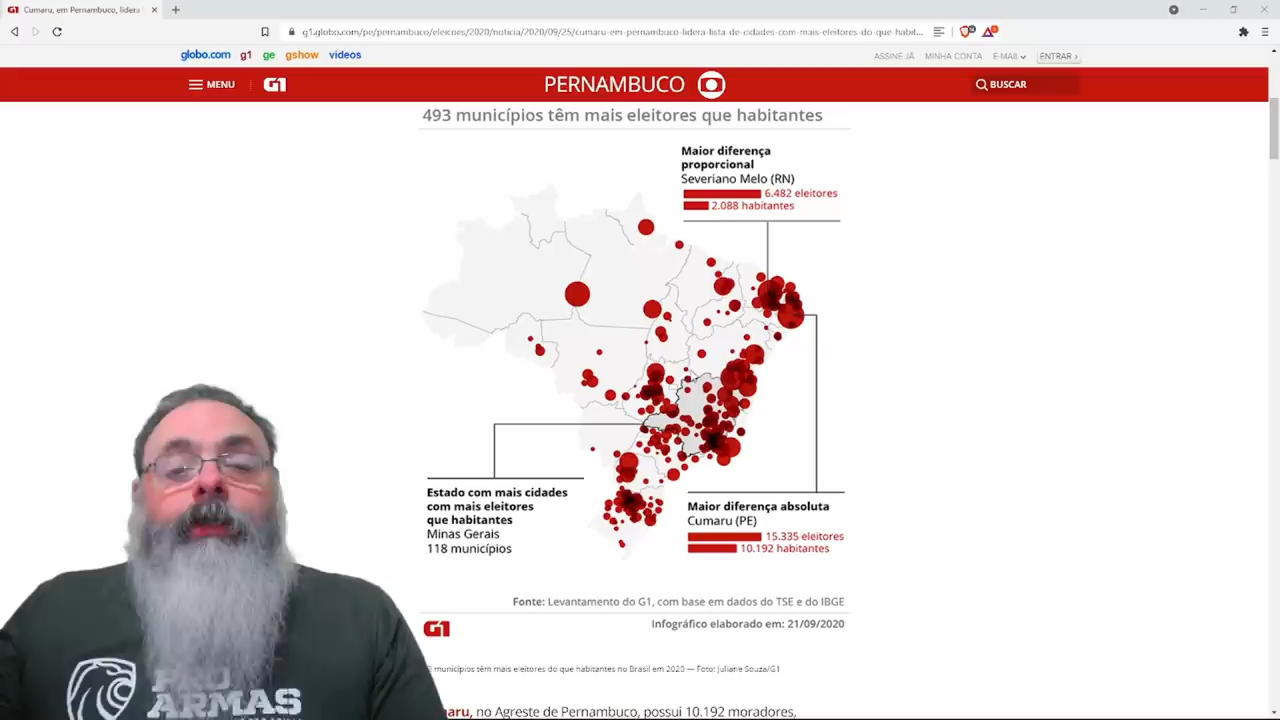 G1 Cumaru, em Pernambuco, lidera l
g1.globo.com/pe/pernambuco/eleicoes/2020/noticia/2020/09/25/cumaru-em-pernambuco-lidera-lista-de-cidades-com-mais-eleitores-do-que-habit...
globo.com g1 ge gshow videos
ASSINE JÁ MINHA CONTA E-MAIL ENTRAR ›
MENU G1 PERNAMBUCO BUSCAR
493 municípios têm mais eleitores que habitantes
Maior diferença
proporcional
Severiano Melo (RN)
6.482 eleitores
2.088 habitantes
Estado com mais cidades
com mais eleitores
que habitantes
Minas Gerais
118 municípios
Maior diferença absoluta
Cumaru (PE)
15.335 eleitores
10.192 habitantes
Fonte: Levantamento do G1, com base em dados do TSE e do IBGE
G1 Infográfico elaborado em: 21/09/2020
municípios têm mais eleitores do que habitantes no Brasil em 2020 — Foto: Juliane Souza/G1
no Agreste de Pernambuco, possui 10.192 moradores,
ARMAS